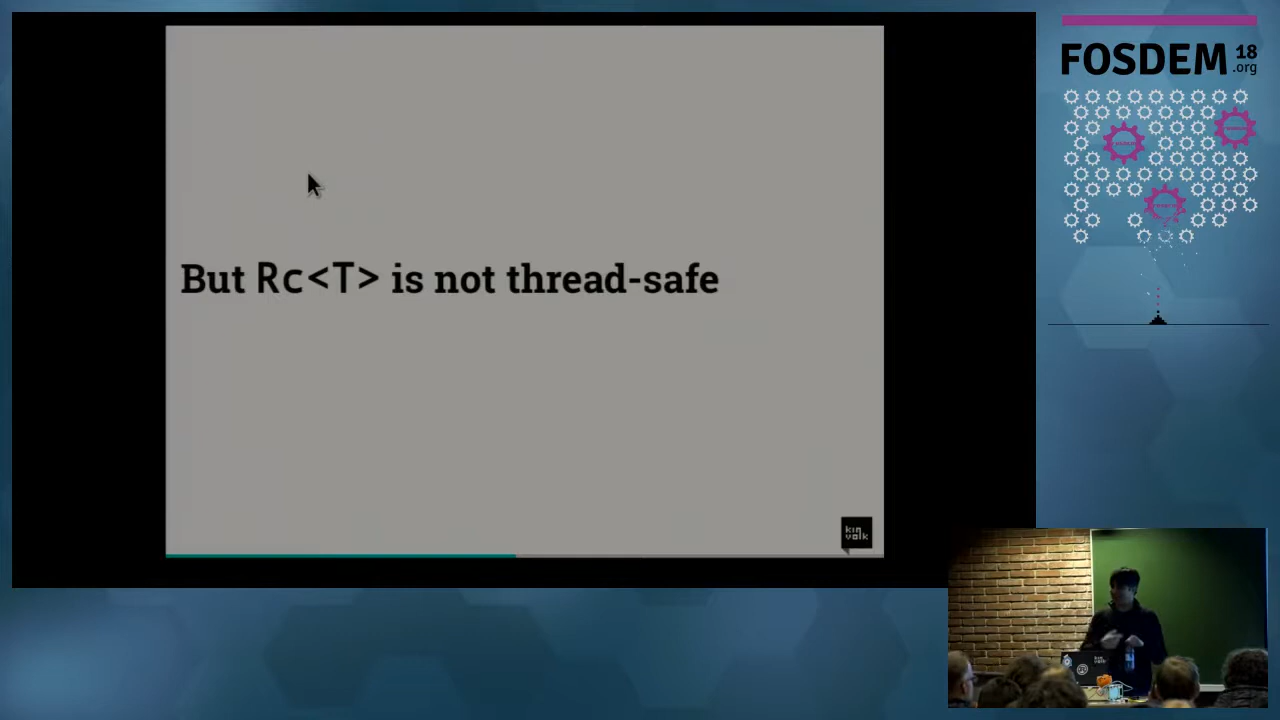 But Rc<T> is not thread-safe
kin
volk
FOSDEM 18
.org